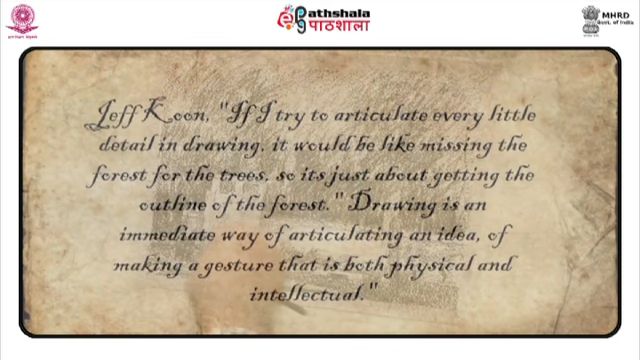 Pathshala
पाठशाला
MHRD
Govt. of India
Jeff Koon, "If I try to articulate every little
detail in drawing, it would be like missing the
forest for the trees, so its just about getting the
outline of the forest." Drawing is an
immediate way of articulating an idea, of
making a gesture that is both physical and
intellectual."